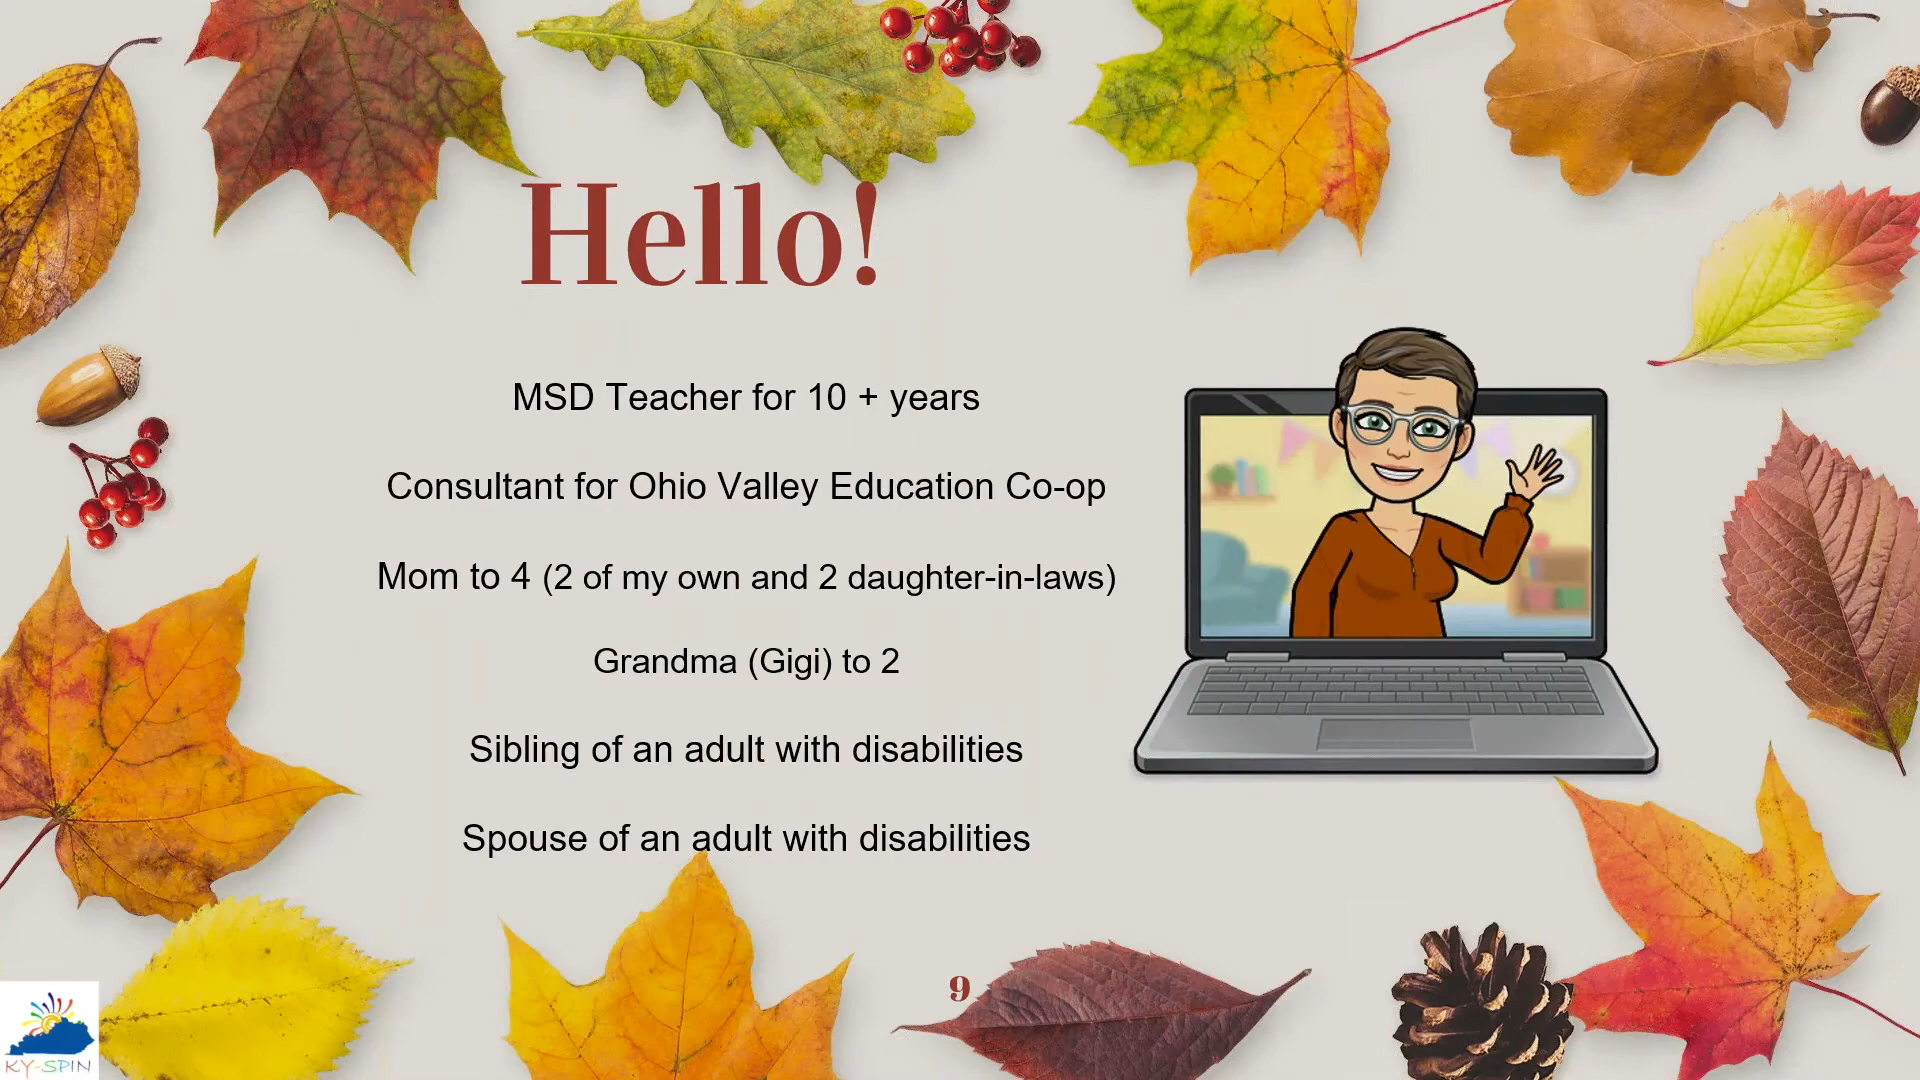 Hello!
MSD Teacher for 10 + years
Consultant for Ohio Valley Education Co-op
Mom to 4 (2 of my own and 2 daughter-in-laws)
Grandma (Gigi) to 2
Sibling of an adult with disabilities
Spouse of an adult with disabilities
9
KY-SPIN